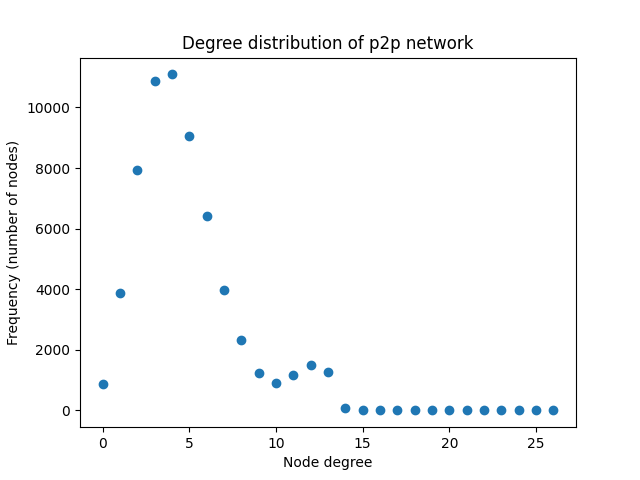 Degree distribution of p2p network
Frequency (number of nodes)
10000
8000
6000
4000
2000
0
0 5 10 15 20 25
Node degree